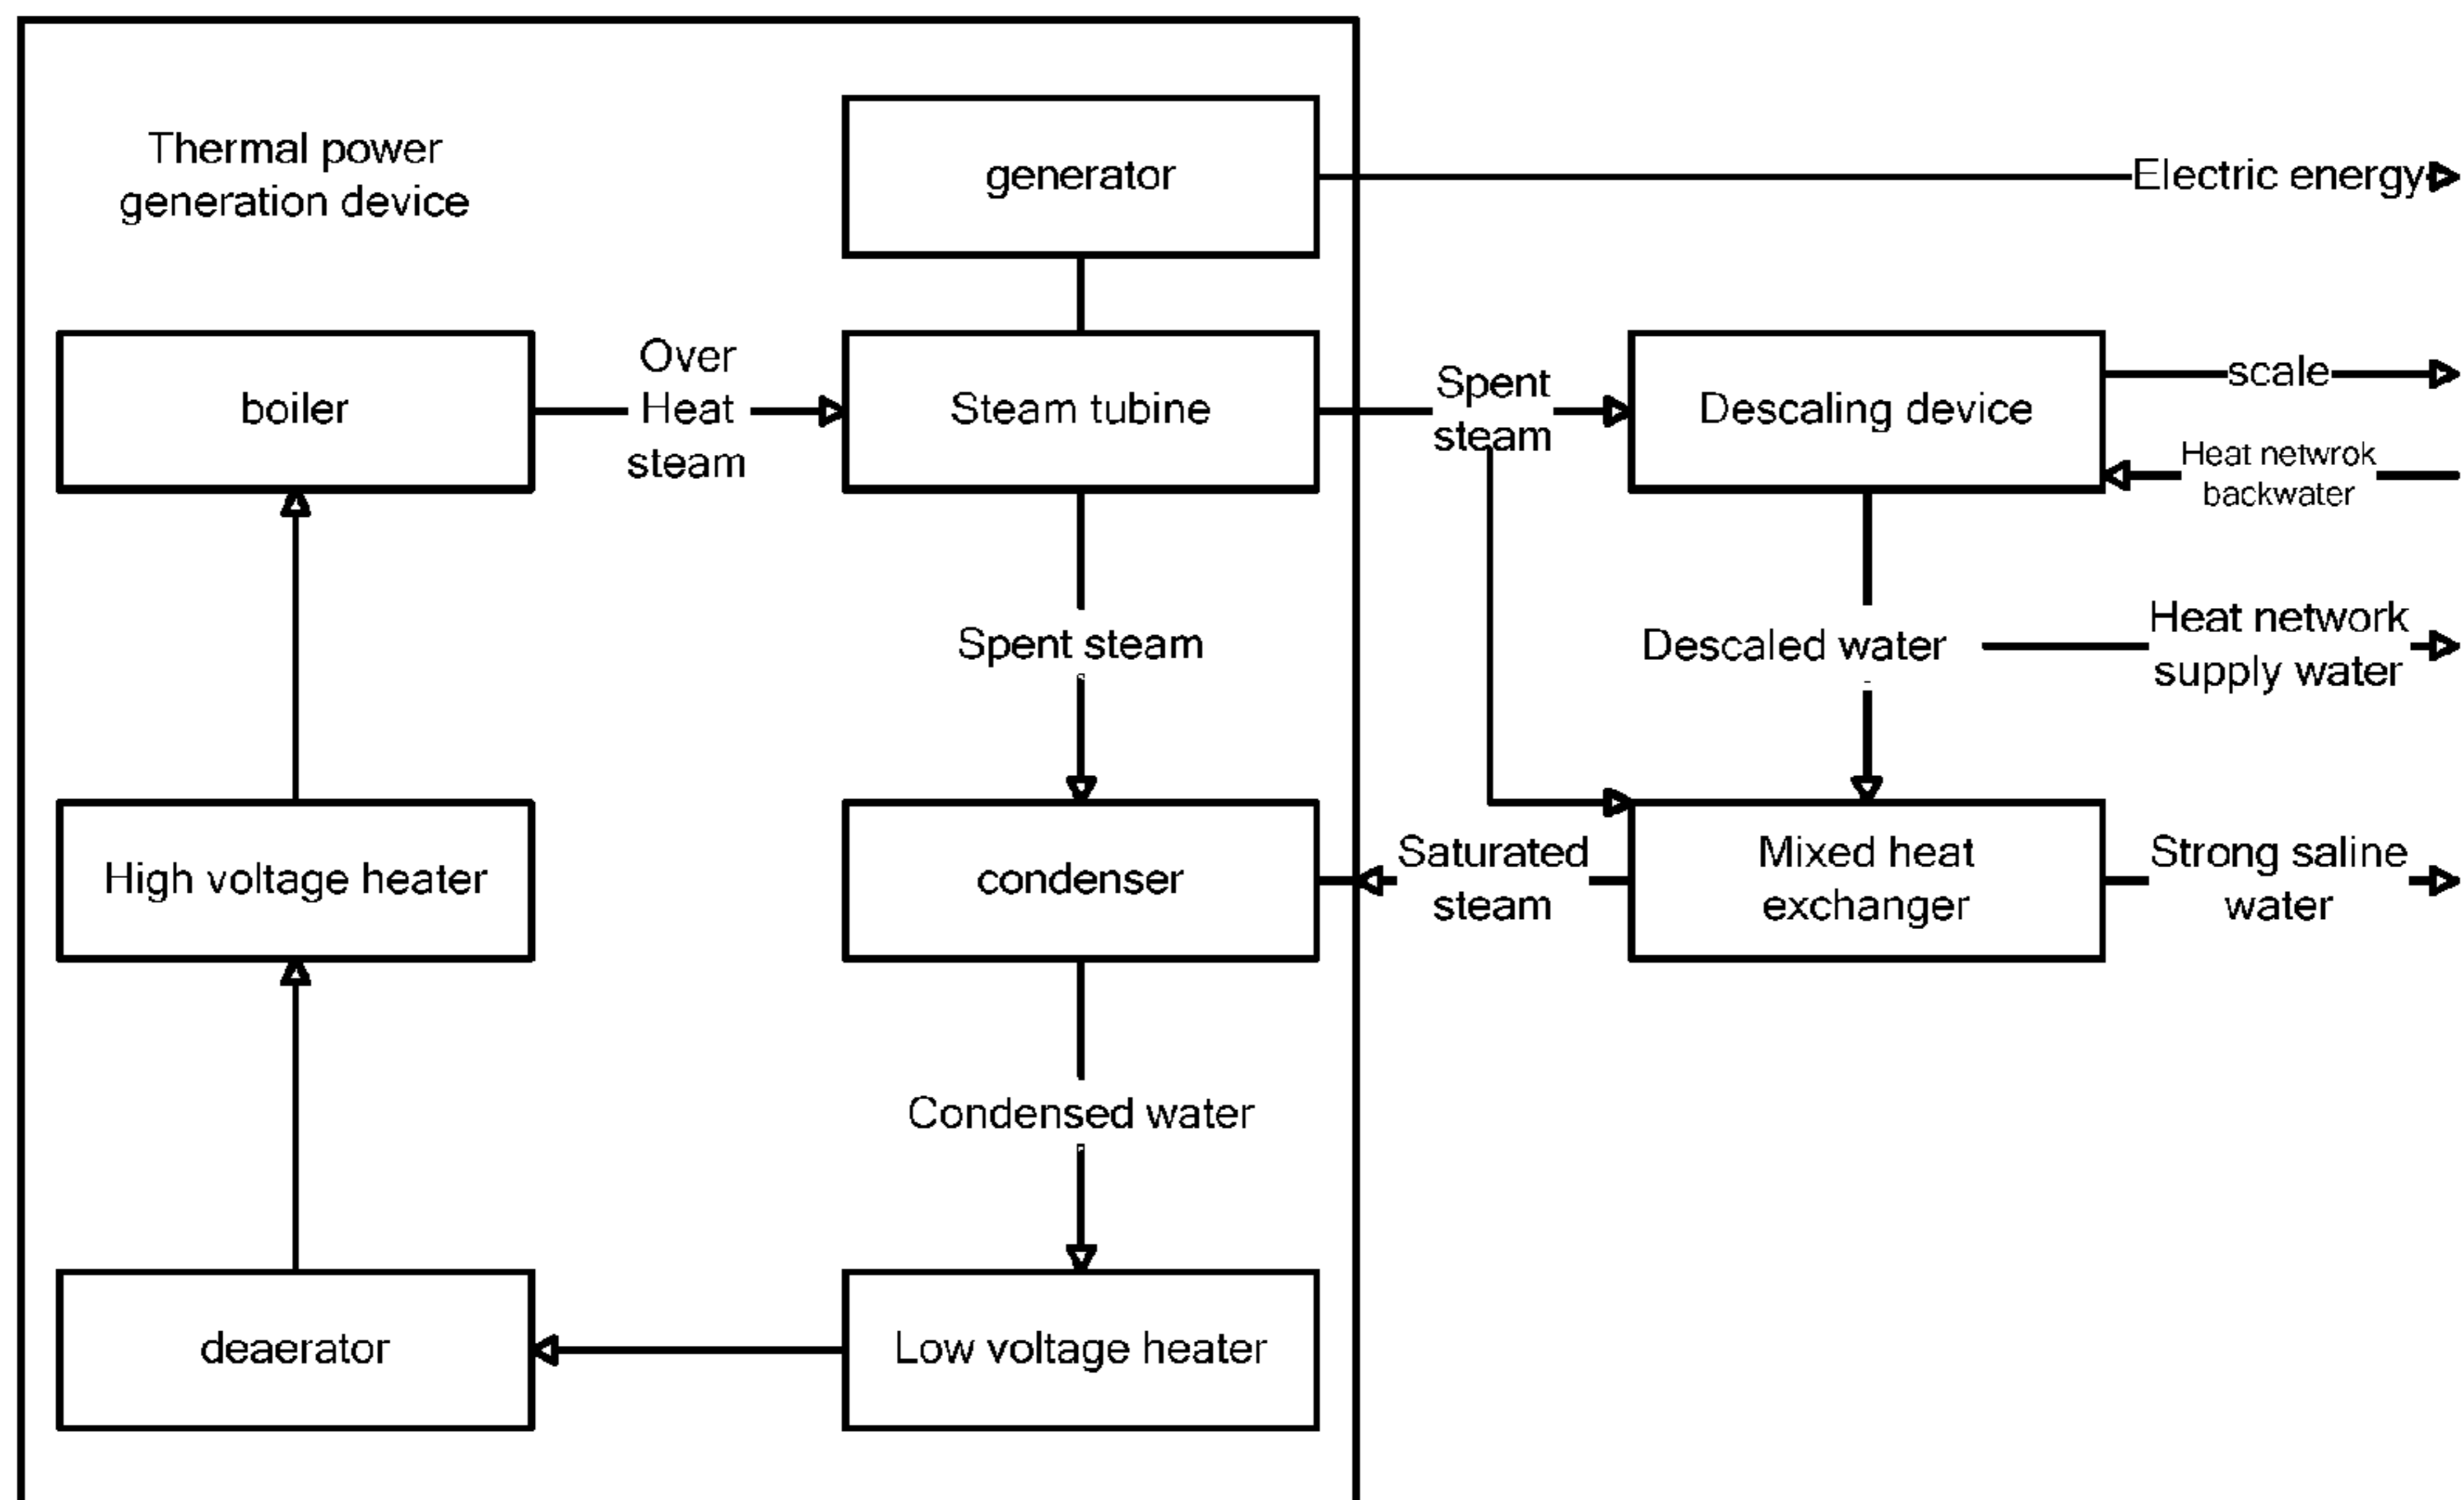 Thermal power
generation device
generator
Electric energy
boiler
Over
Heat
steam
Steam tubine
Spent
steam
Descaling device
scale
Heat netwrok
backwater
Spent steam
Descaled water
Heat network
supply water
High voltage heater
condenser
Saturated
steam
Mixed heat
exchanger
Strong saline
water
Condensed water
deaerator
Low voltage heater